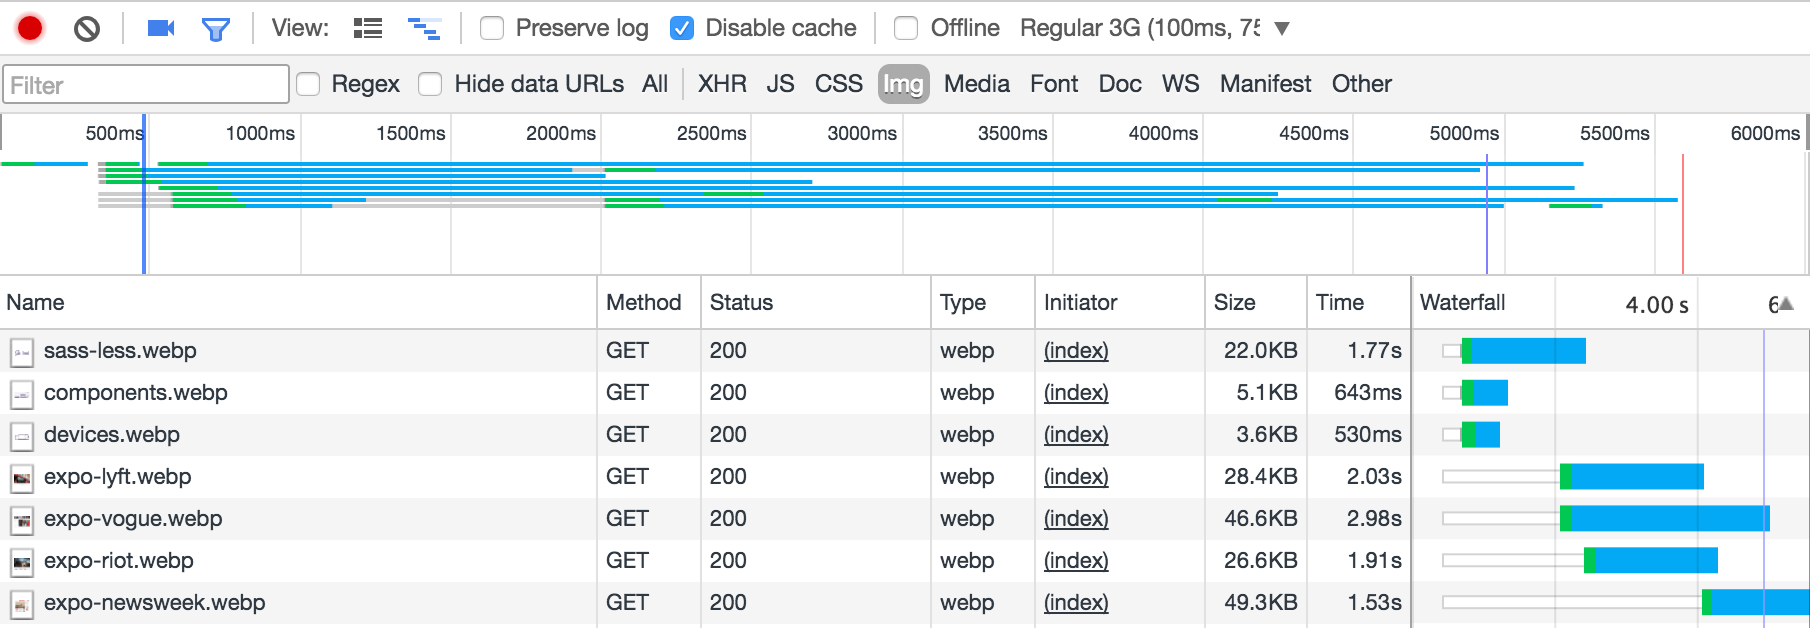 View: Preserve log Disable cache Offline Regular 3G (100ms, 75
Filter Regex Hide data URLs All XHR JS CSS Img Media Font Doc WS Manifest Other
500ms 1000ms 1500ms 2000ms 2500ms 3000ms 3500ms 4000ms 4500ms 5000ms 5500ms 6000ms
Name Method Status Type Initiator Size Time Waterfall 4.00 s 6
sass-less.webp GET 200 webp (index) 22.0KB 1.77s
components.webp GET 200 webp (index) 5.1KB 643ms
devices.webp GET 200 webp (index) 3.6KB 530ms
expo-lyft.webp GET 200 webp (index) 28.4KB 2.03s
expo-vogue.webp GET 200 webp (index) 46.6KB 2.98s
expo-riot.webp GET 200 webp (index) 26.6KB 1.91s
expo-newsweek.webp GET 200 webp (index) 49.3KB 1.53s